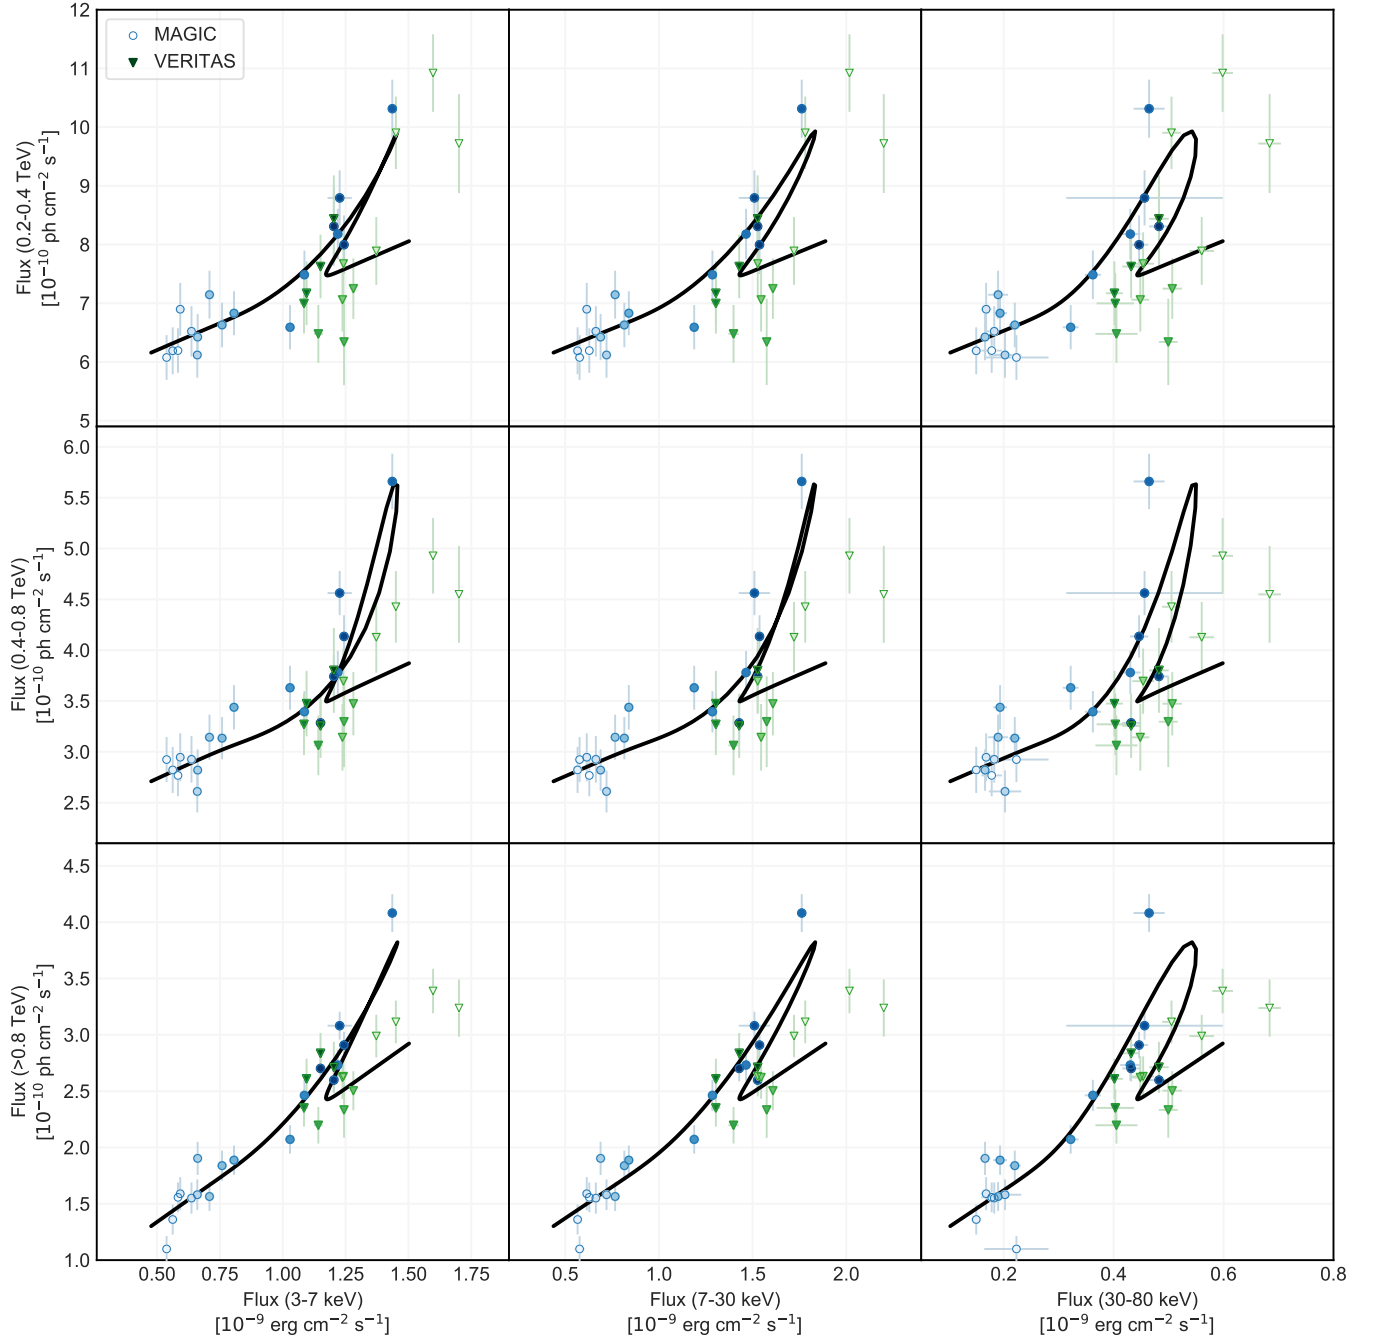 MAGIC
VERITAS
Flux (0.2-0.4 TeV)
[10⁻¹⁰ ph cm⁻² s⁻¹]
12
11
10
9
8
7
6
5
Flux (0.4-0.8 TeV)
[10⁻¹⁰ ph cm⁻² s⁻¹]
6.0
5.5
5.0
4.5
4.0
3.5
3.0
2.5
Flux (>0.8 TeV)
[10⁻¹⁰ ph cm⁻² s⁻¹]
4.5
4.0
3.5
3.0
2.5
2.0
1.5
1.0
0.50 0.75 1.00 1.25 1.50 1.75
Flux (3-7 keV)
[10⁻⁹ erg cm⁻² s⁻¹]
0.5 1.0 1.5 2.0
Flux (7-30 keV)
[10⁻⁹ erg cm⁻² s⁻¹]
0.2 0.4 0.6 0.8
Flux (30-80 keV)
[10⁻⁹ erg cm⁻² s⁻¹]